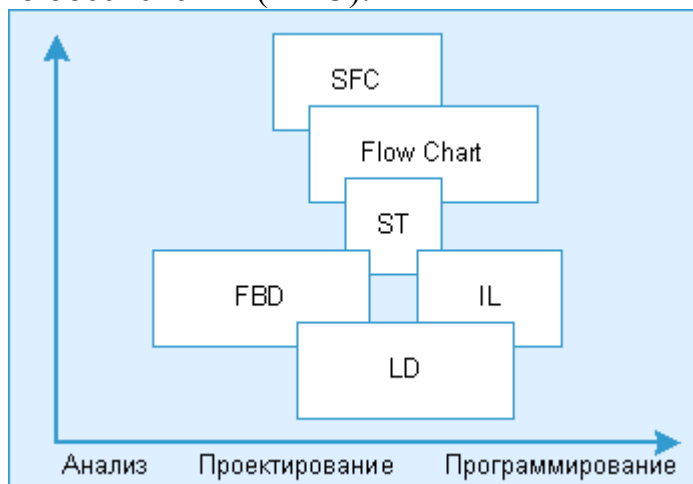 SFC
Flow Chart
ST
FBD
IL
LD
Анализ Проектирование Программирование